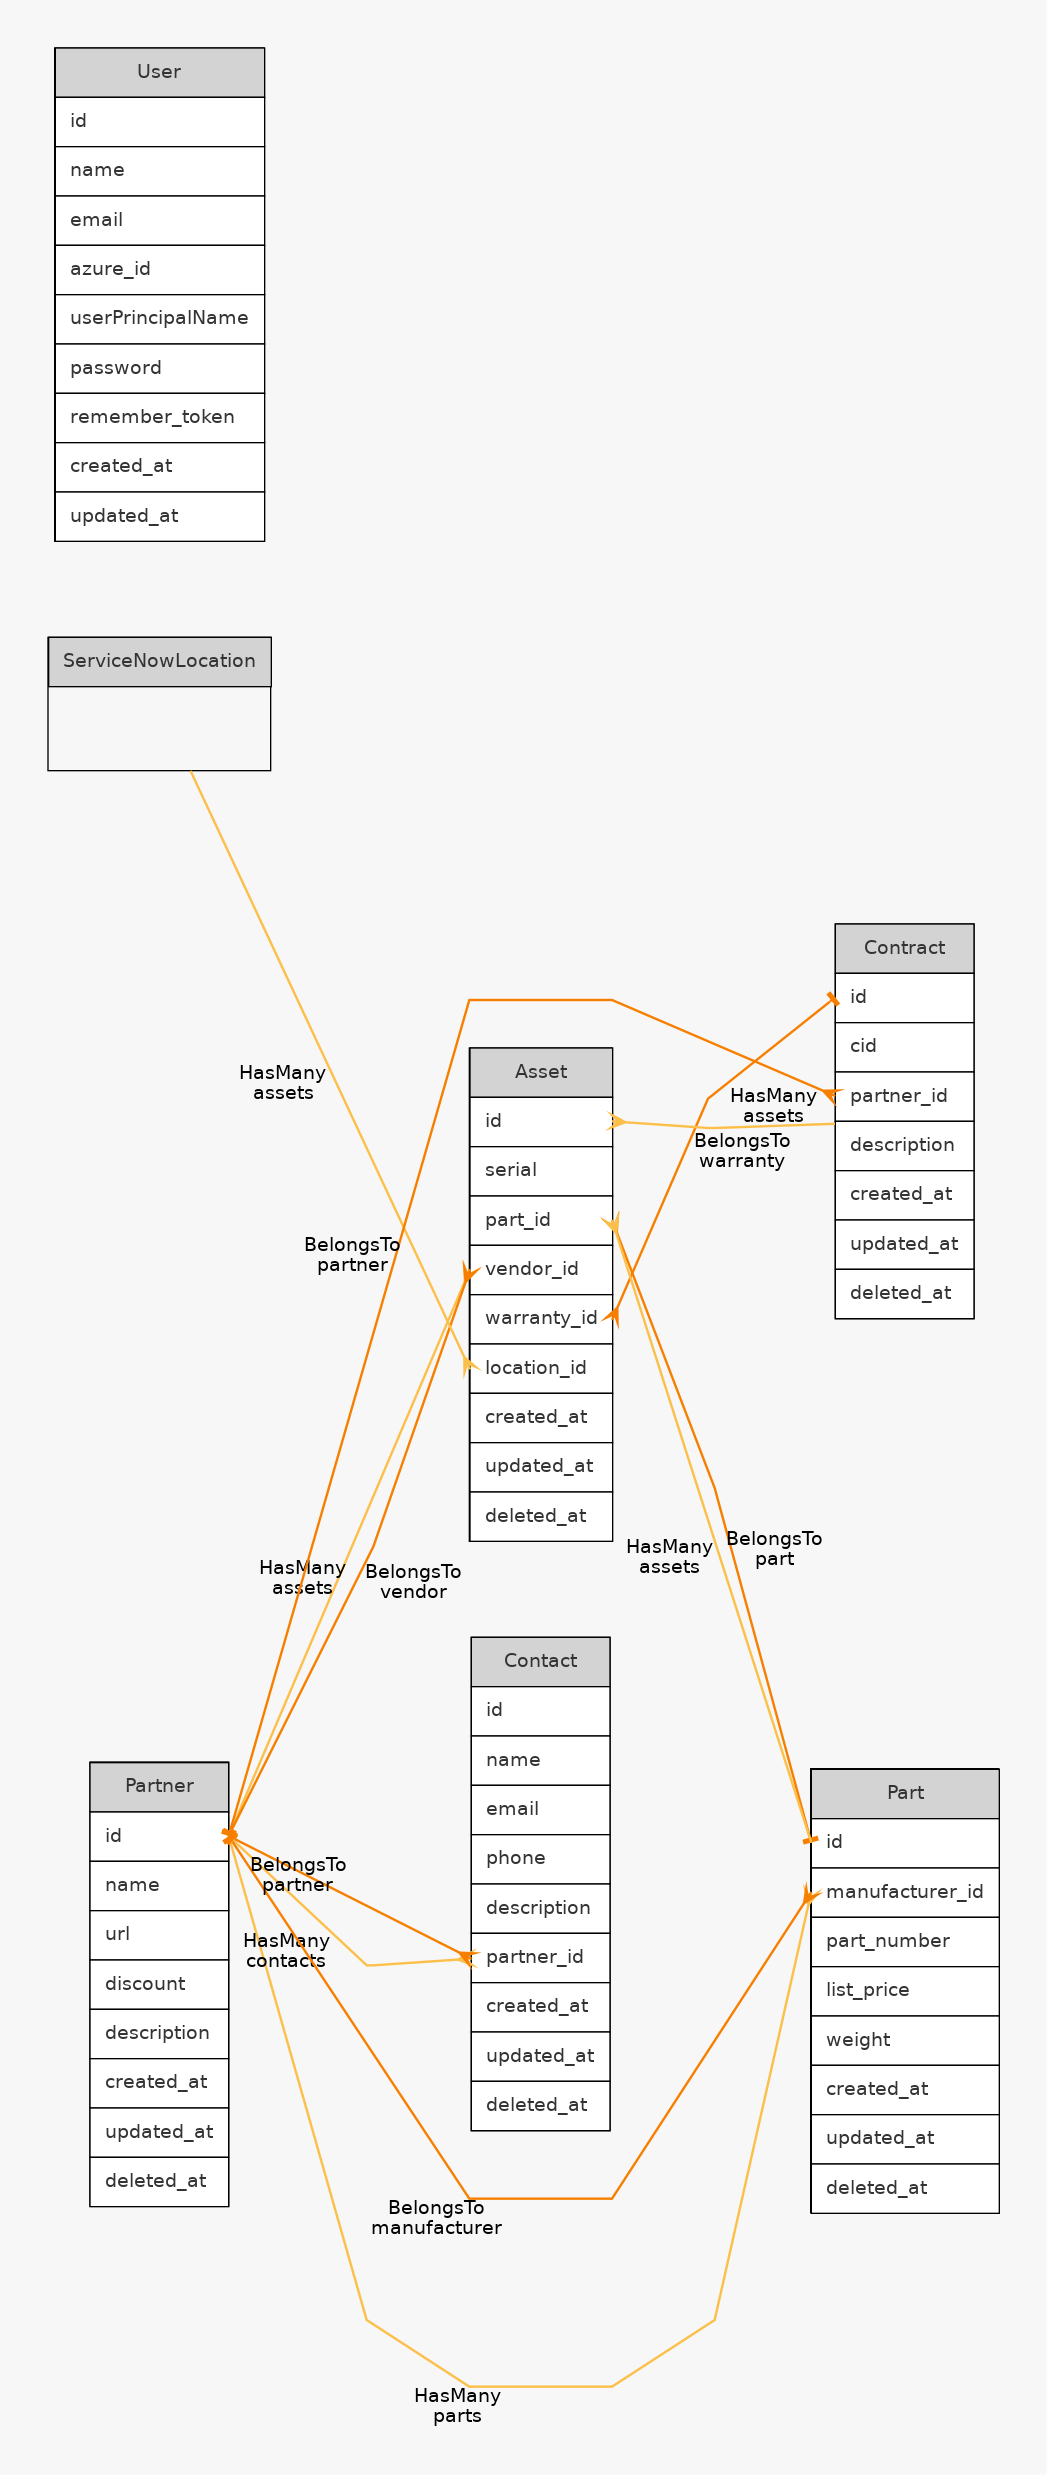 User
id
name
email
azure_id
userPrincipalName
password
remember_token
created_at
updated_at
ServiceNowLocation
HasMany
assets
BelongsTo
partner
Asset
id
serial
part_id
vendor_id
warranty_id
location_id
created_at
updated_at
deleted_at
Contract
id
cid
partner_id
description
created_at
updated_at
deleted_at
HasMany
assets
BelongsTo
warranty
HasMany
assets
BelongsTo
vendor
HasMany
assets
BelongsTo
part
Contact
id
name
email
phone
description
partner_id
created_at
updated_at
deleted_at
Partner
id
name
url
discount
description
created_at
updated_at
deleted_at
BelongsTo
partner
HasMany
contacts
Part
id
manufacturer_id
part_number
list_price
weight
created_at
updated_at
deleted_at
BelongsTo
manufacturer
HasMany
parts